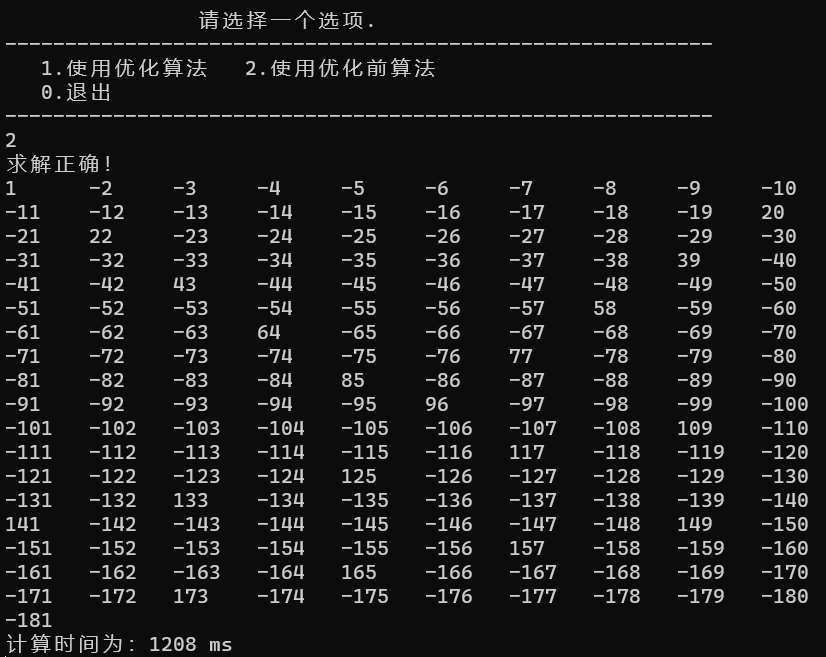 请选择一个选项.
-----------------------------------------------------------
1.使用优化算法 2.使用优化前算法
0.退出
-----------------------------------------------------------
2
求解正确!
1 -2 -3 -4 -5 -6 -7 -8 -9 -10
-11 -12 -13 -14 -15 -16 -17 -18 -19 20
-21 22 -23 -24 -25 -26 -27 -28 -29 -30
-31 -32 -33 -34 -35 -36 -37 -38 39 -40
-41 -42 43 -44 -45 -46 -47 -48 -49 -50
-51 -52 -53 -54 -55 -56 -57 58 -59 -60
-61 -62 -63 64 -65 -66 -67 -68 -69 -70
-71 -72 -73 -74 -75 -76 77 -78 -79 -80
-81 -82 -83 -84 85 -86 -87 -88 -89 -90
-91 -92 -93 -94 -95 96 -97 -98 -99 -100
-101 -102 -103 -104 -105 -106 -107 -108 109 -110
-111 -112 -113 -114 -115 -116 117 -118 -119 -120
-121 -122 -123 -124 125 -126 -127 -128 -129 -130
-131 -132 133 -134 -135 -136 -137 -138 -139 -140
141 -142 -143 -144 -145 -146 -147 -148 149 -150
-151 -152 -153 -154 -155 -156 157 -158 -159 -160
-161 -162 -163 -164 165 -166 -167 -168 -169 -170
-171 -172 173 -174 -175 -176 -177 -178 -179 -180
-181
计算时间为: 1208 ms